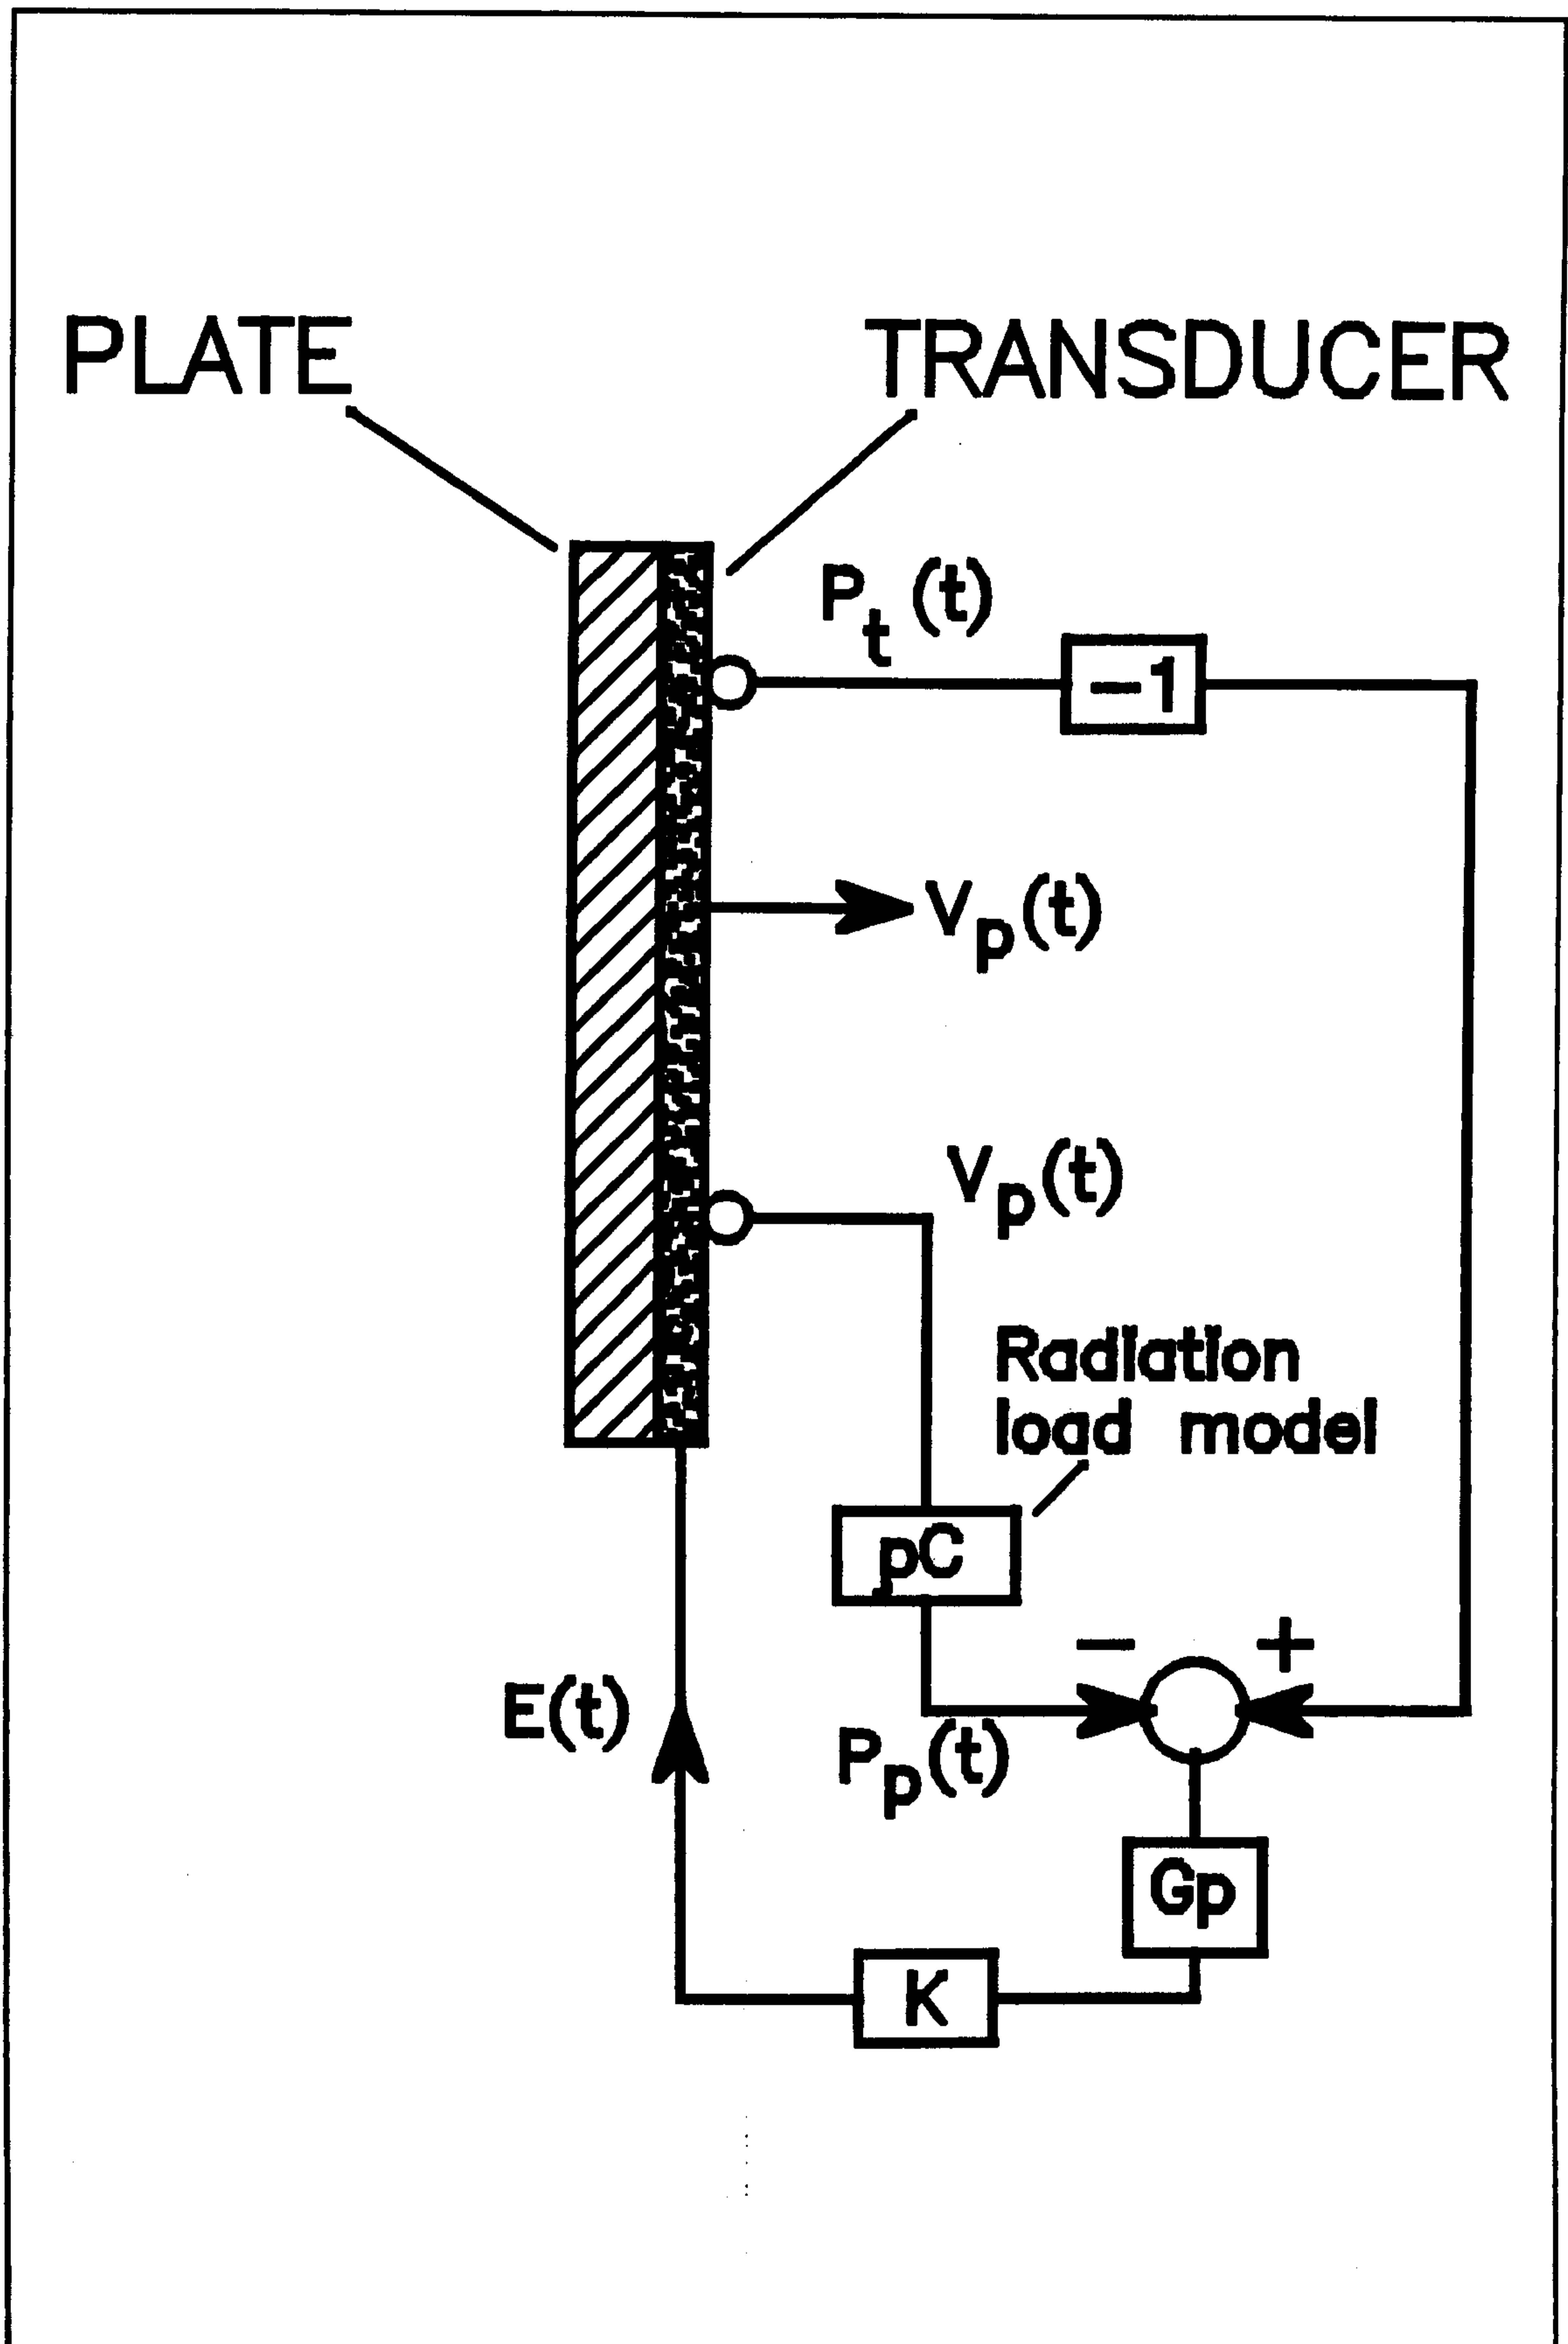 PLATE
TRANSDUCER
Pt(t)
-1
Vp(t)
Vp(t)
Radiation
load model
ρC
- +
E(t)
Pp(t)
Gp
K